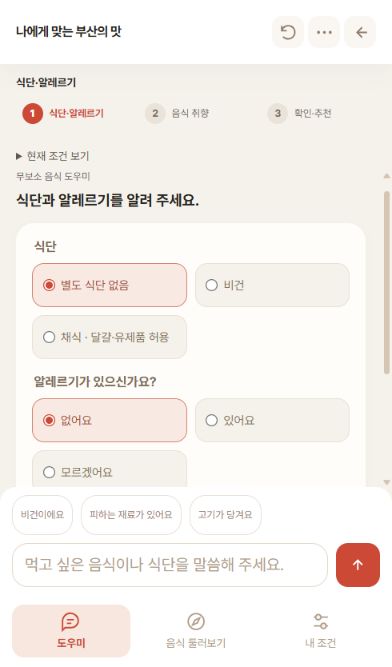 나에게 맞는 부산의 맛
식단·알레르기
1 식단·알레르기 2 음식 취향 3 확인·추천
▶ 현재 조건 보기
무보소 음식 도우미
식단과 알레르기를 알려 주세요.
식단
별도 식단 없음 비건
채식 · 달걀·유제품 허용
알레르기가 있으신가요?
없어요 있어요
모르겠어요
비건이에요 피하는 재료가 있어요 고기가 당겨요
먹고 싶은 음식이나 식단을 말씀해 주세요.
도우미 음식 둘러보기 내 조건